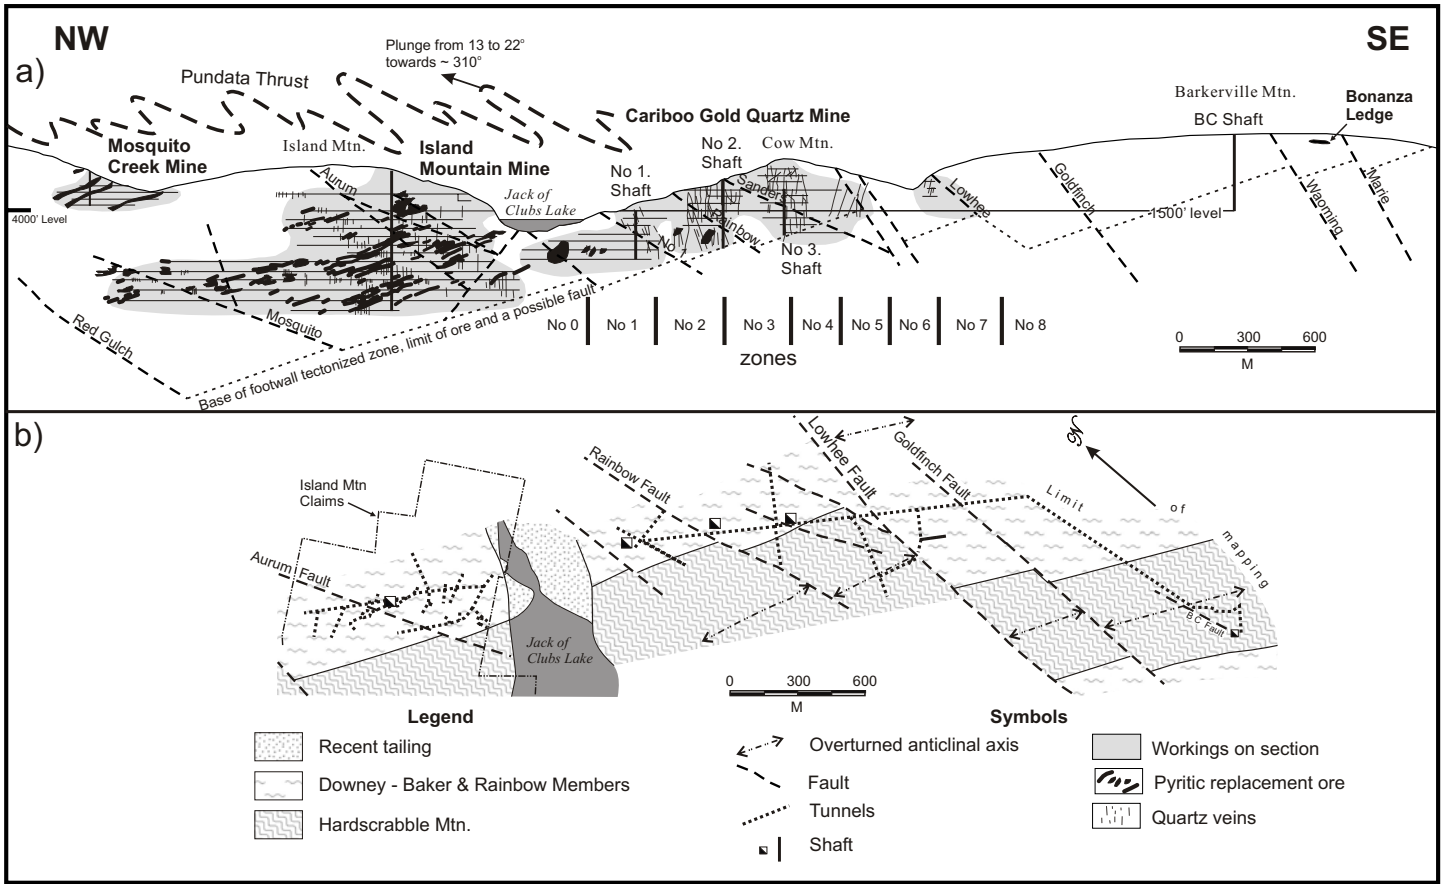 NW
SE
a)
Plunge from 13 to 22°
towards ~ 310°
Pundata Thrust
Barkerville Mtn.
BC Shaft
Bonanza
Ledge
Cariboo Gold Quartz Mine
Mosquito
Creek Mine
Island Mtn.
Island
Mountain Mine
No 2.
Shaft
Cow Mtn.
No 1.
Shaft
Aurum
Jack of
Clubs Lake
Sanders
Lowhee
Goldfinch
Waoming
Marie
4000' Level
1500' level
Rainbow
No 1
No 3.
Shaft
Red Gulch
Mosquito
Base of footwall tectonized zone, limit of ore and a possible fault
No 0
No 1
No 2
No 3
No 4
No 5
No 6
No 7
No 8
zones
0 300 600
M
b)
Island Mtn
Claims
Rainbow Fault
Lowhee Fault
Goldfinch Fault
N
Limit
of
mapping
Aurum Fault
BC Fault
Jack of
Clubs Lake
0 300 600
M
Legend
Recent tailing
Downey - Baker & Rainbow Members
Hardscrabble Mtn.
Symbols
Overturned anticlinal axis
Fault
Tunnels
Shaft
Workings on section
Pyritic replacement ore
Quartz veins